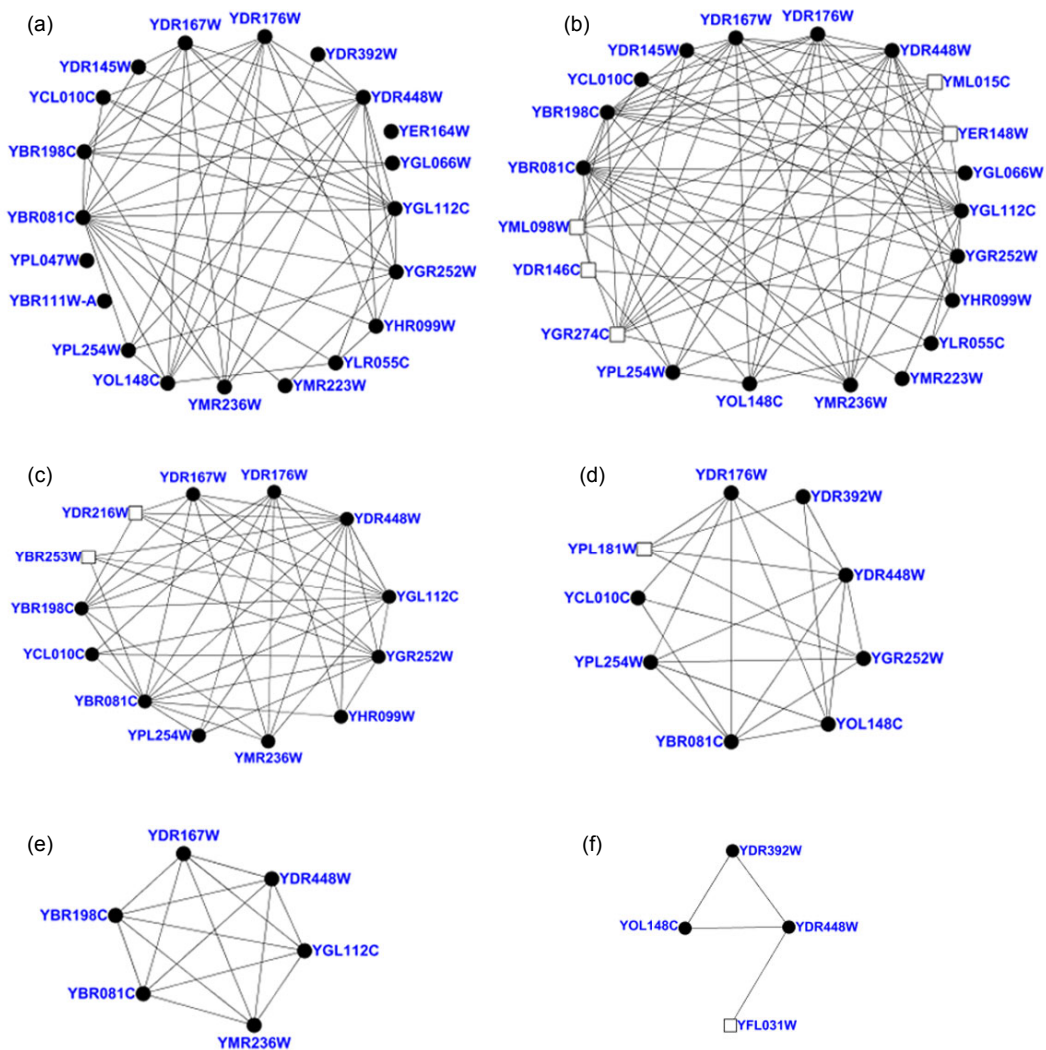 (a)
YDR167W
YDR176W
YDR392W
YDR145W
YDR448W
YCL010C
YER164W
YBR198C
YGL066W
YGL112C
YBR081C
YPL047W
YGR252W
YBR111W-A
YHR099W
YPL254W
YLR055C
YOL148C
YMR236W
YMR223W
(b)
YDR167W
YDR176W
YDR145W
YDR448W
YCL010C
YML015C
YBR198C
YER148W
YBR081C
YGL066W
YGL112C
YML098W
YGR252W
YDR146C
YHR099W
YGR274C
YLR055C
YPL254W
YMR223W
YOL148C
YMR236W
(c)
YDR167W
YDR176W
YDR216W
YDR448W
YBR253W
YGL112C
YBR198C
YCL010C
YGR252W
YBR081C
YHR099W
YPL254W
YMR236W
(d)
YDR176W
YDR392W
YPL181W
YDR448W
YCL010C
YPL254W
YGR252W
YOL148C
YBR081C
(e)
YDR167W
YDR448W
YBR198C
YGL112C
YBR081C
YMR236W
(f)
YDR392W
YOL148C
YDR448W
YFL031W